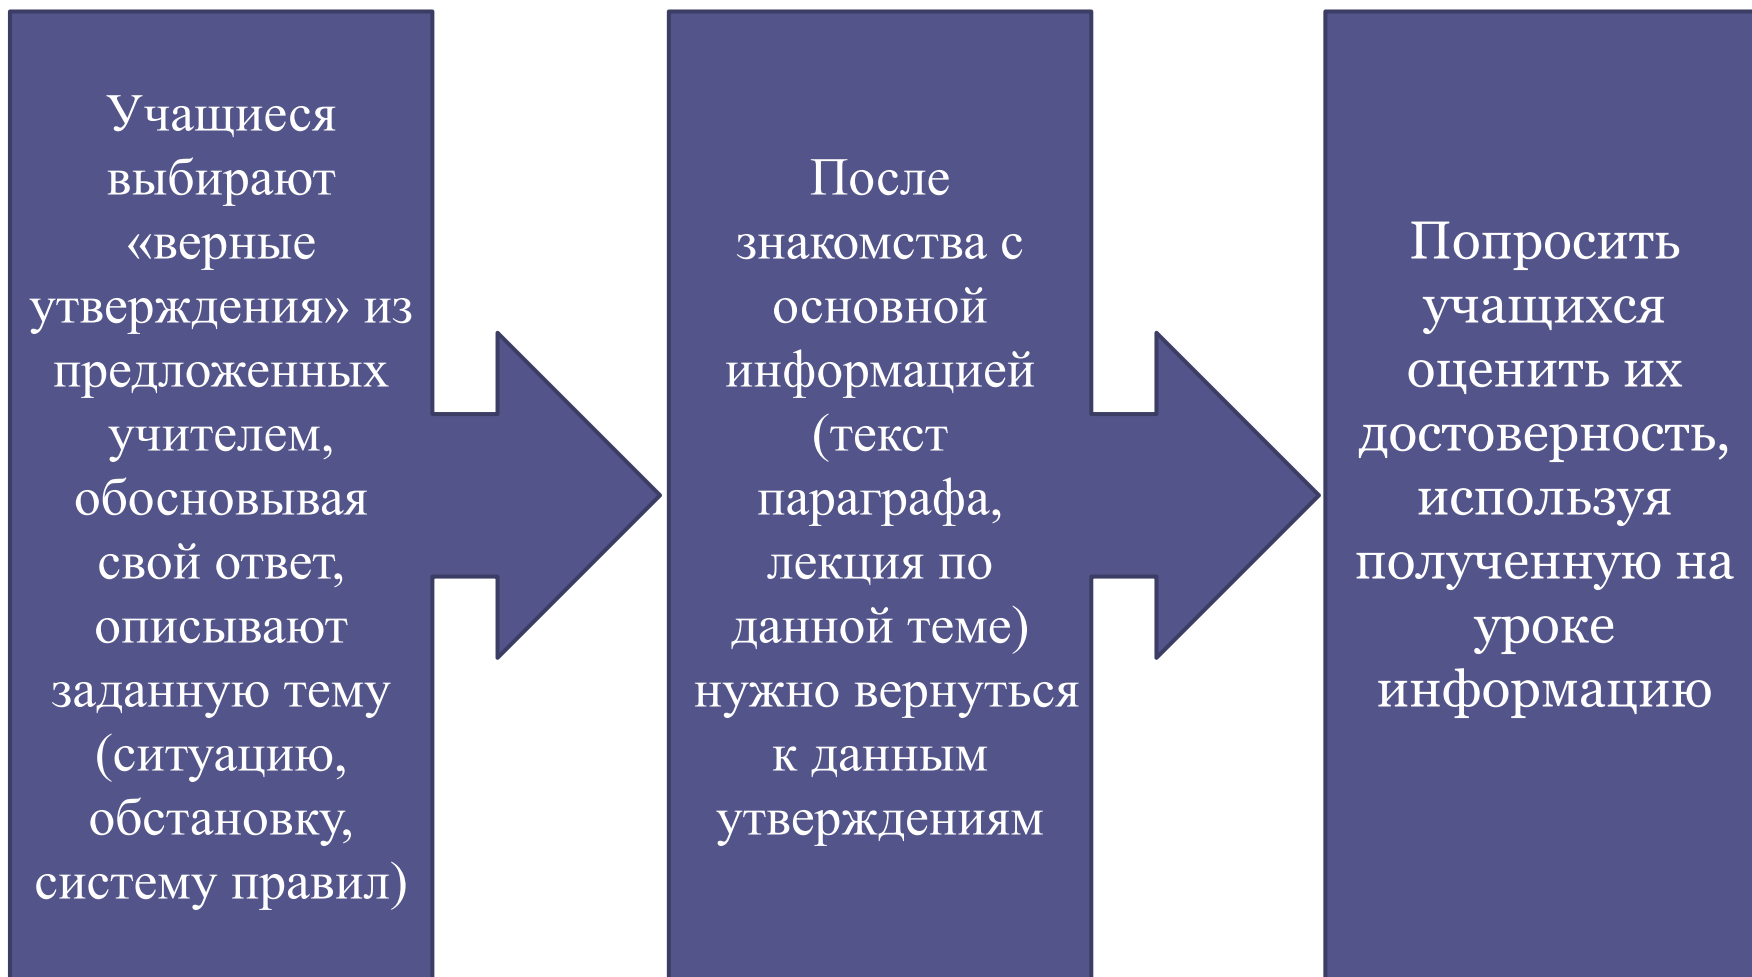 Учащиеся
выбирают
«верные
утверждения» из
предложенных
учителем,
обосновывая
свой ответ,
описывают
заданную тему
(ситуацию,
обстановку,
систему правил)
После
знакомства с
основной
информацией
(текст
параграфа,
лекция по
данной теме)
нужно вернуться
к данным
утверждениям
Попросить
учащихся
оценить их
достоверность,
используя
полученную на
уроке
информацию